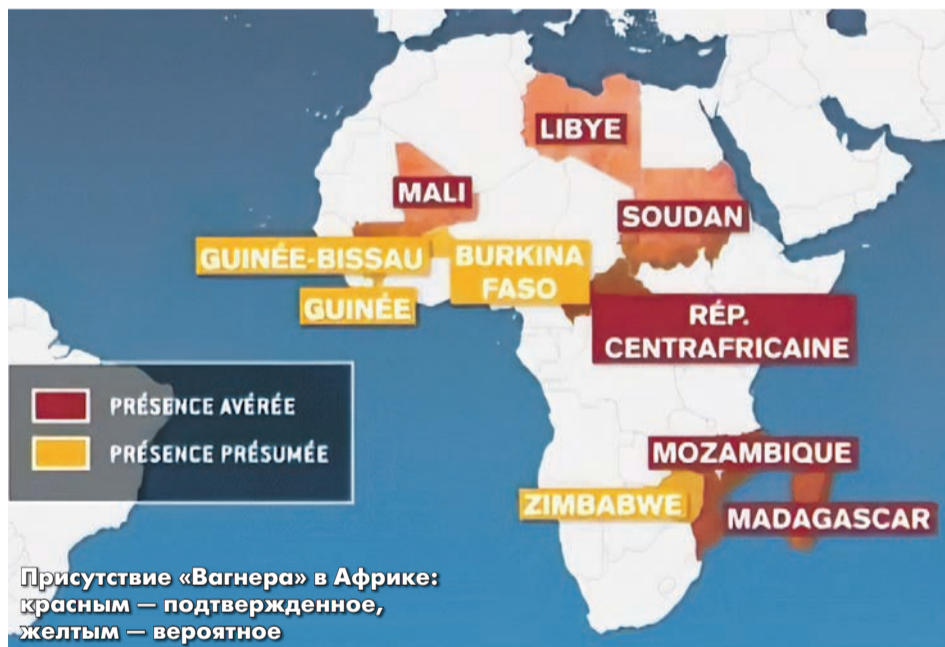 LIBYE
MALI
SOUDAN
GUINÉE-BISSAU
BURKINA
FASO
GUINÉE
RÉP.
CENTRAFRICAINE
PRÉSENCE AVÉRÉE
PRÉSENCE PRÉSUMÉE
MOZAMBIQUE
ZIMBABWE
MADAGASCAR
Присутствие «Вагнера» в Африке:
красным — подтвержденное,
желтым — вероятное